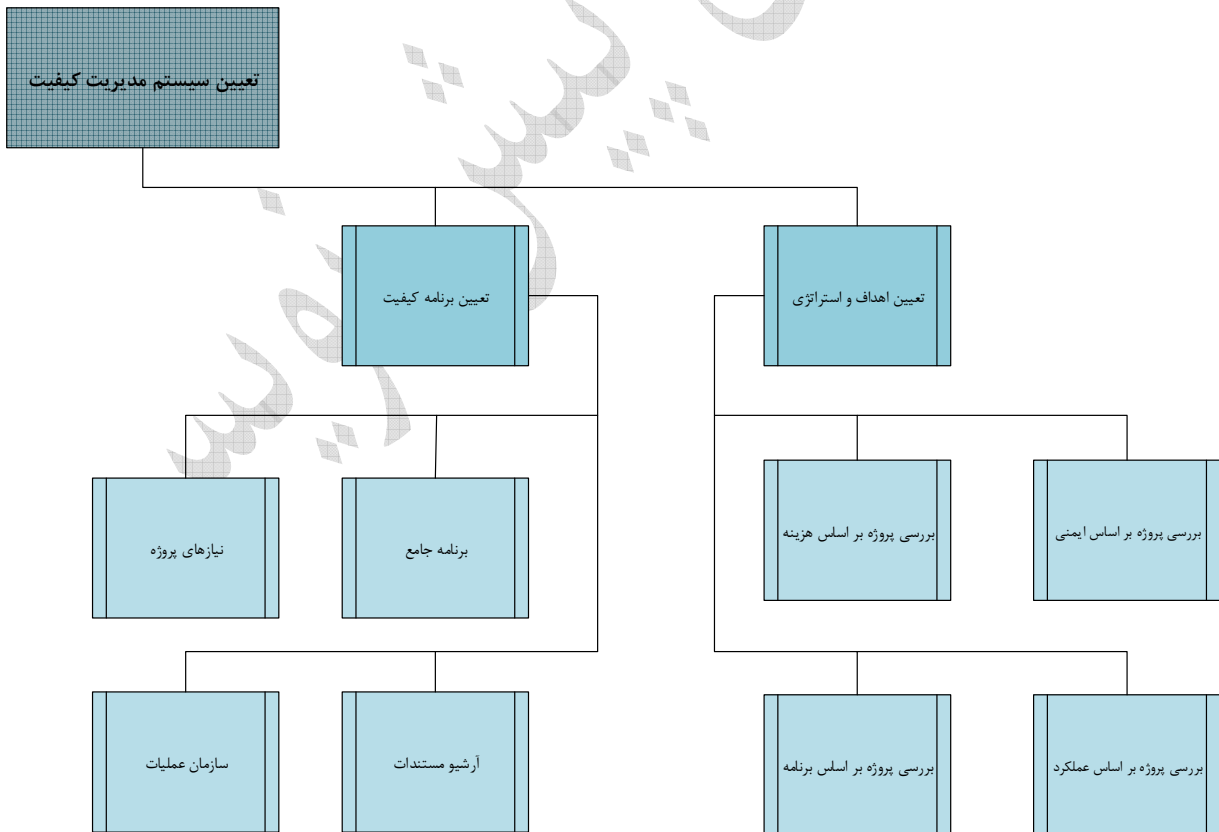 تعیین سیستم مدیریت کیفیت
تعیین اهداف و استراتژی
تعیین برنامه کیفیت
بررسی پروژه بر اساس ایمنی
بررسی پروژه بر اساس هزینه
برنامه جامع
نیازهای پروژه
بررسی پروژه بر اساس عملکرد
بررسی پروژه بر اساس برنامه
آرشیو مستندات
سازمان عملیات